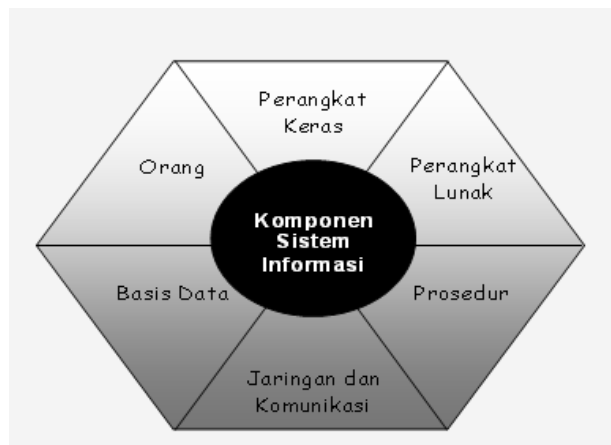 Perangkat
Keras
Orang
Perangkat
Lunak
Komponen
Sistem
Informasi
Basis Data
Prosedur
Jaringan dan
Komunikasi